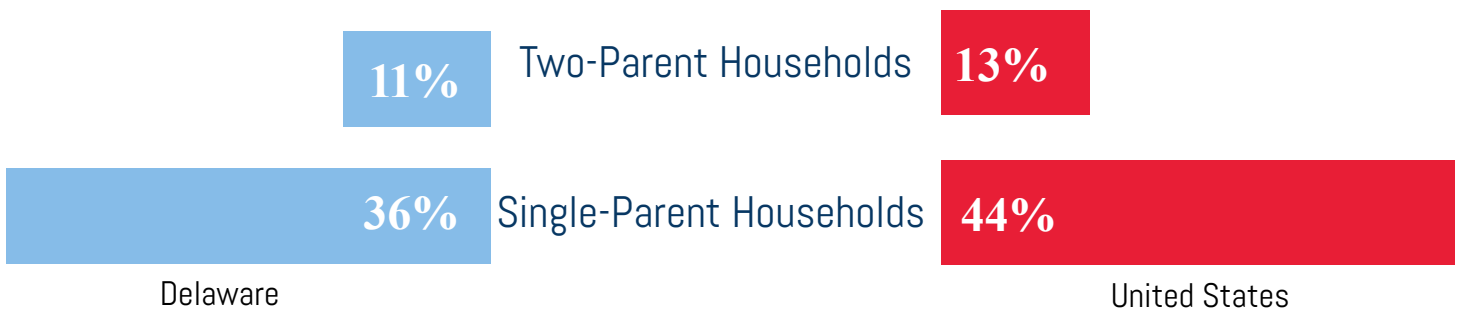 11% Two-Parent Households 13%
36% Single-Parent Households 44%
Delaware United States